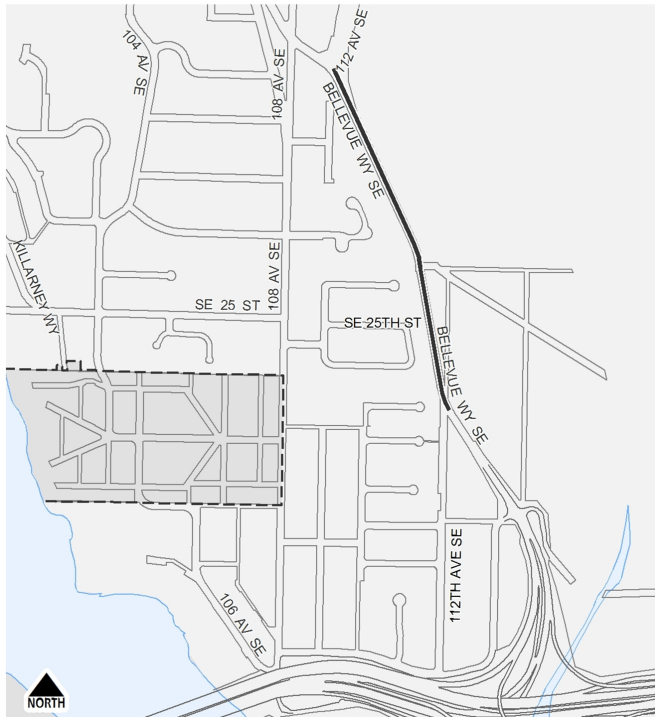 104 AV SE
108 AV SE
112 AV SE
BELLEVUE WY SE
KILLARNEY WY
108 AV SE
SE 25 ST
SE 25TH ST
BELLEVUE WY SE
112TH AVE SE
106 AV SE
NORTH